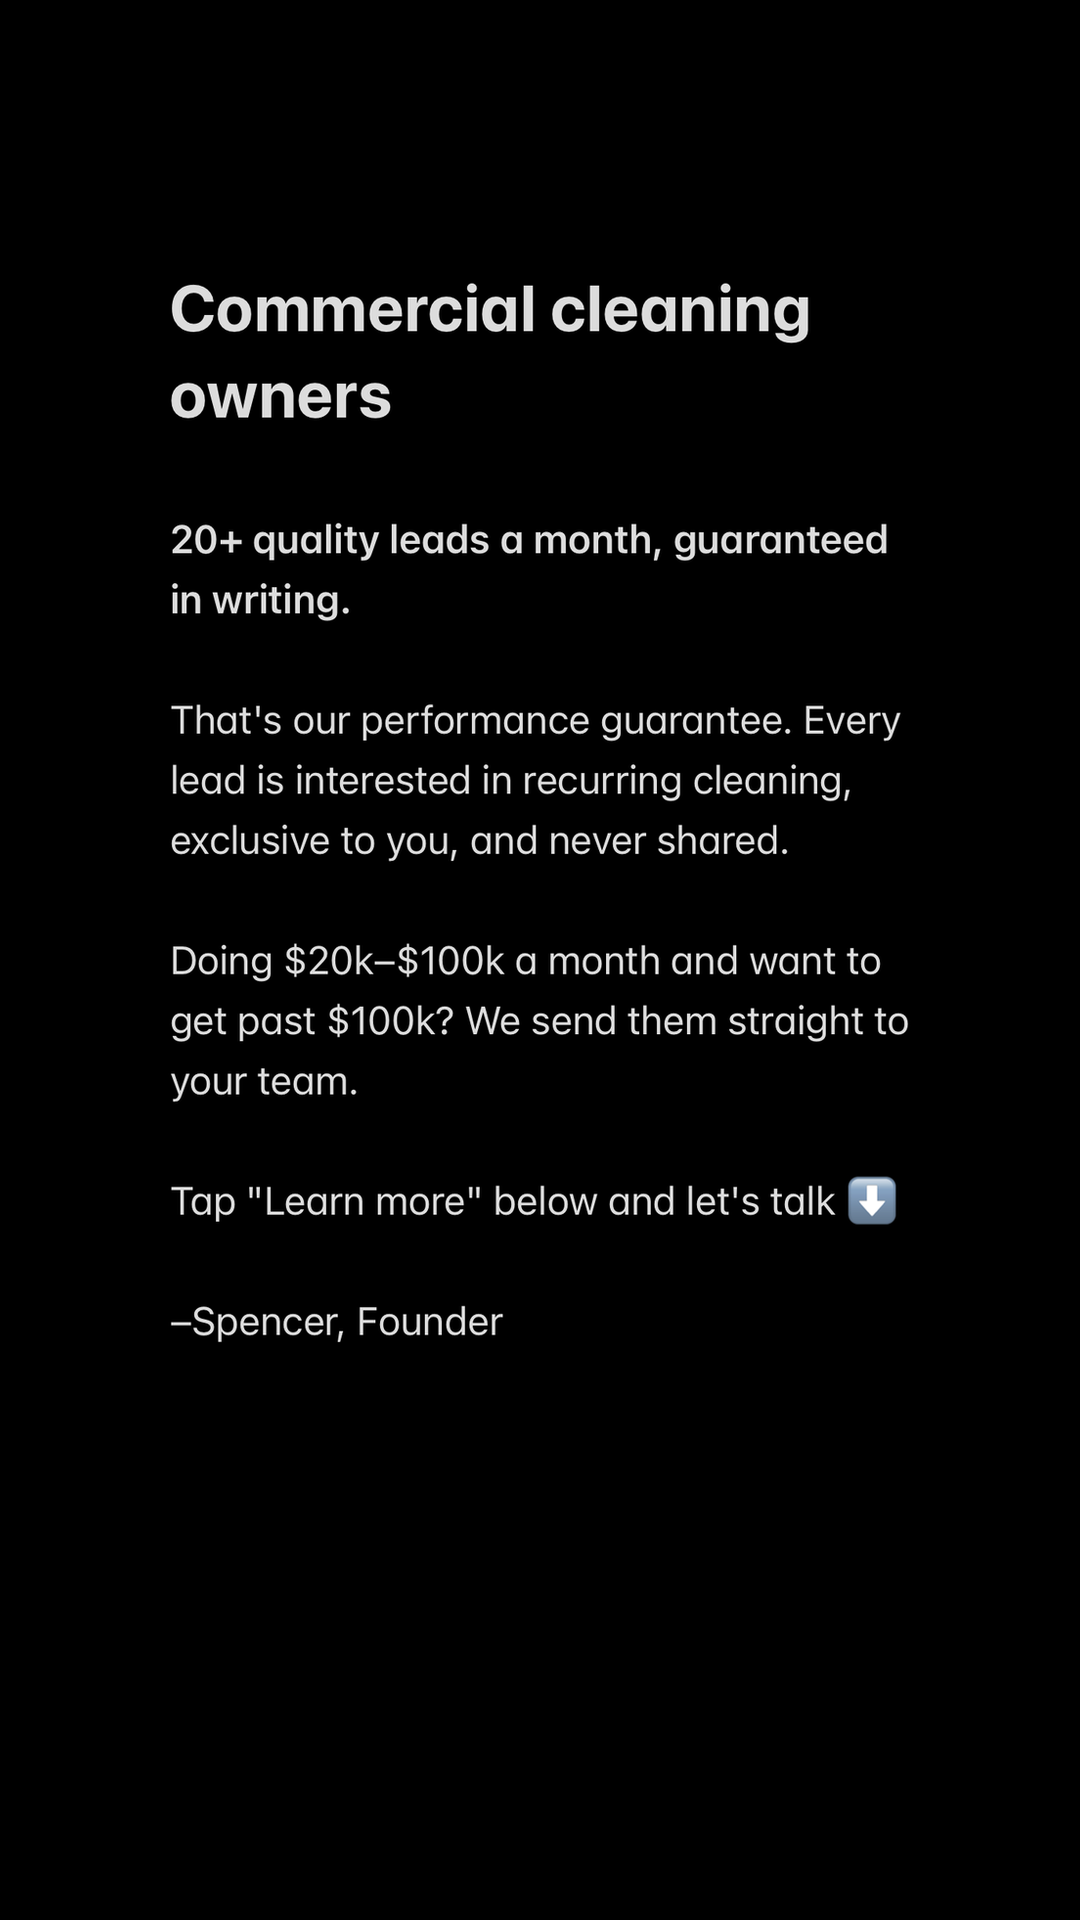 Commercial cleaning
owners
20+ quality leads a month, guaranteed
in writing.
That's our performance guarantee. Every
lead is interested in recurring cleaning,
exclusive to you, and never shared.
Doing $20k–$100k a month and want to
get past $100k? We send them straight to
your team.
Tap "Learn more" below and let's talk ⬇️
–Spencer, Founder